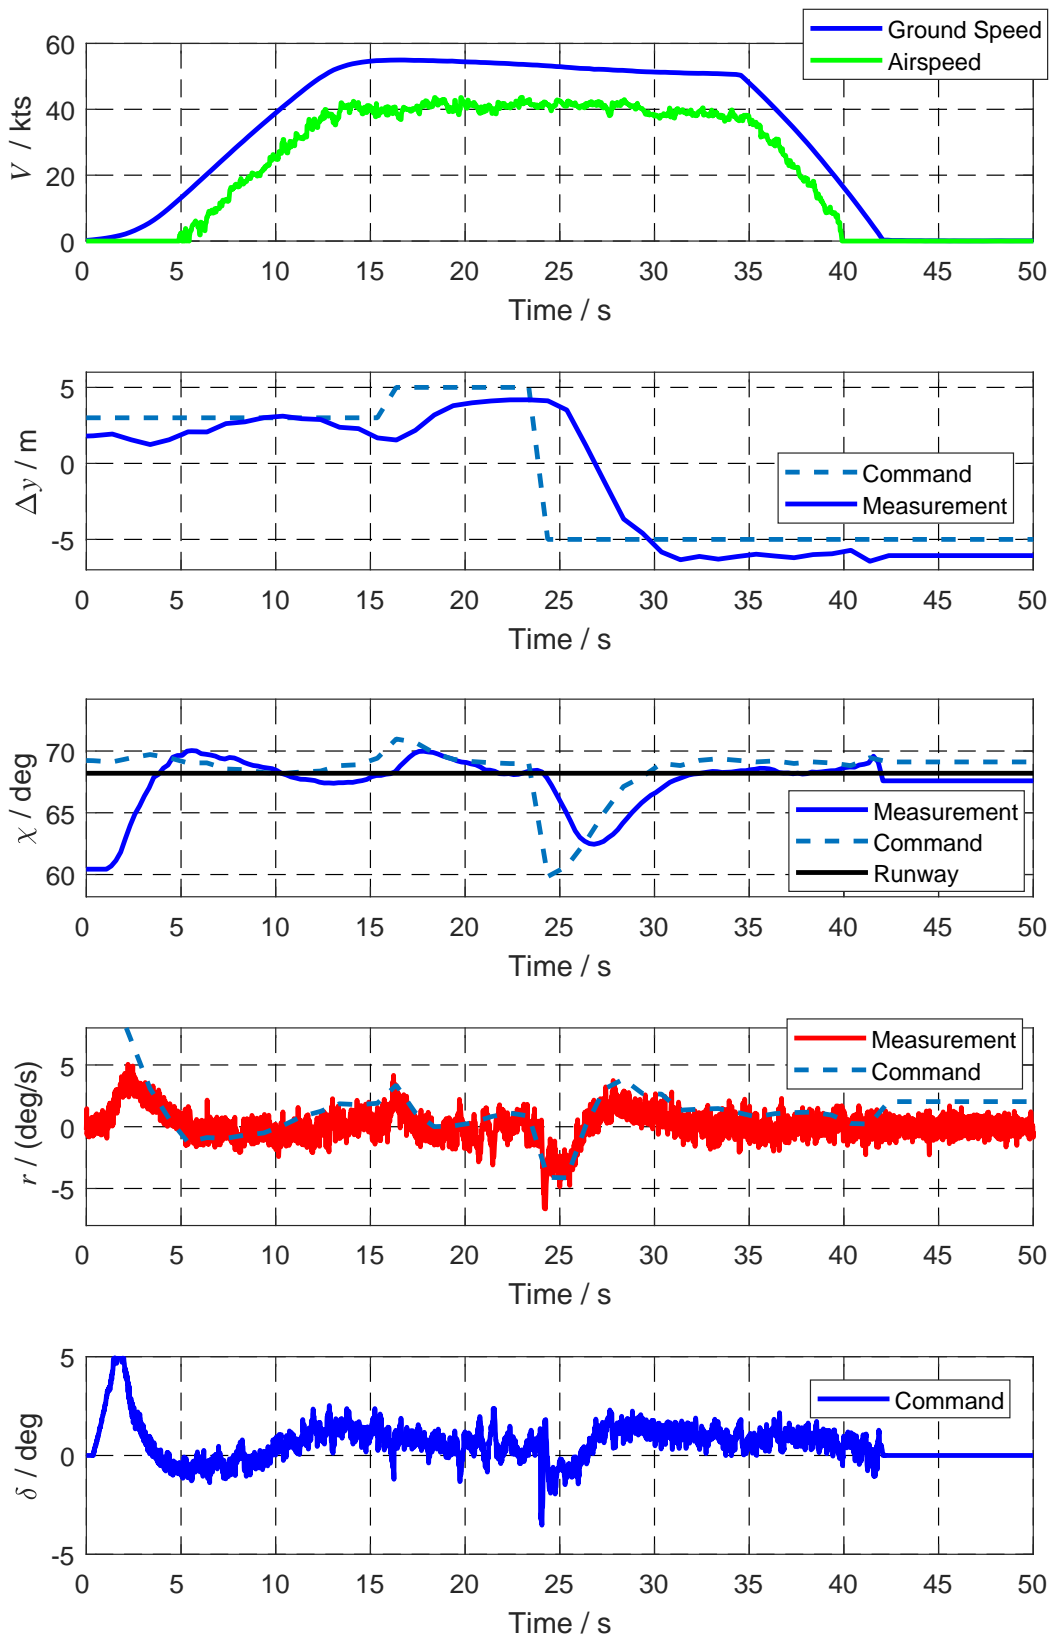 Ground Speed
Airspeed
V / kts
60
40
20
0
0 5 10 15 20 25 30 35 40 45 50
Time / s
Δy / m
5
0
-5
Command
Measurement
0 5 10 15 20 25 30 35 40 45 50
Time / s
χ / deg
70
65
60
Measurement
Command
Runway
0 5 10 15 20 25 30 35 40 45 50
Time / s
Measurement
Command
r / (deg/s)
5
0
-5
0 5 10 15 20 25 30 35 40 45 50
Time / s
δ / deg
5
0
-5
Command
0 5 10 15 20 25 30 35 40 45 50
Time / s